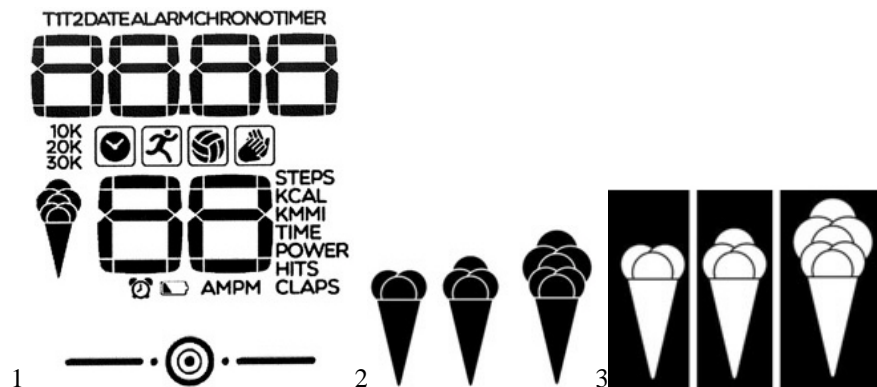 T1T2DATEALARMCHRONOTIMER
88.88
10K
20K
30K
88
STEPS
KCAL
KMMI
TIME
POWER
HITS
CLAPS
AMPM
1
2
3